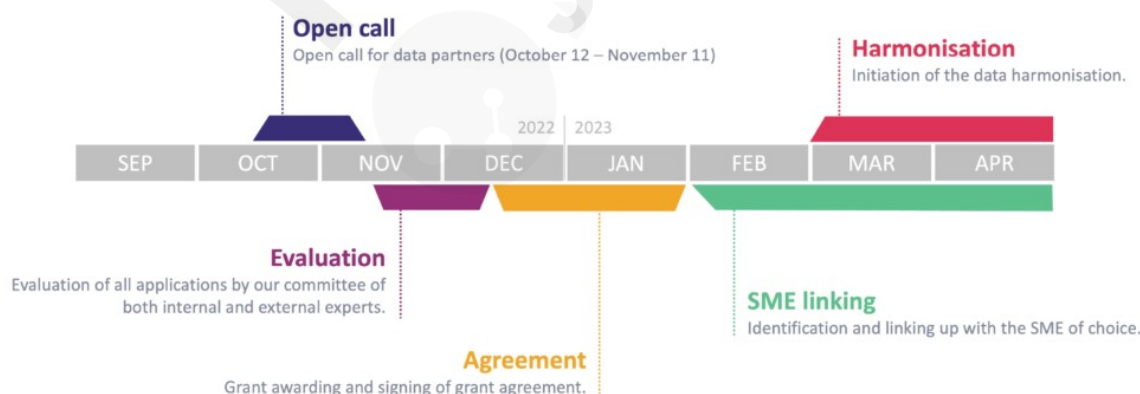 Open call
Open call for data partners (October 12 – November 11)
Harmonisation
Initiation of the data harmonisation.
2022 2023
SEP OCT NOV DEC JAN FEB MAR APR
Evaluation
Evaluation of all applications by our committee of
both internal and external experts.
SME linking
Identification and linking up with the SME of choice.
Agreement
Grant awarding and signing of grant agreement.